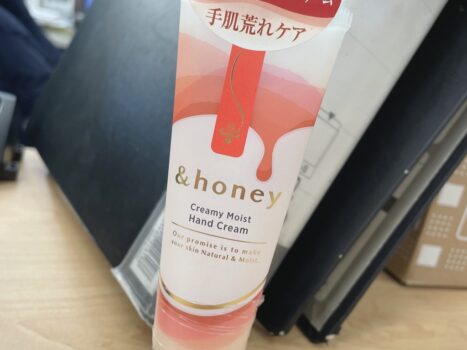 手肌荒れケア
&honey
Creamy Moist
Hand Cream
Our promise is to make
your skin Natural & Moist.